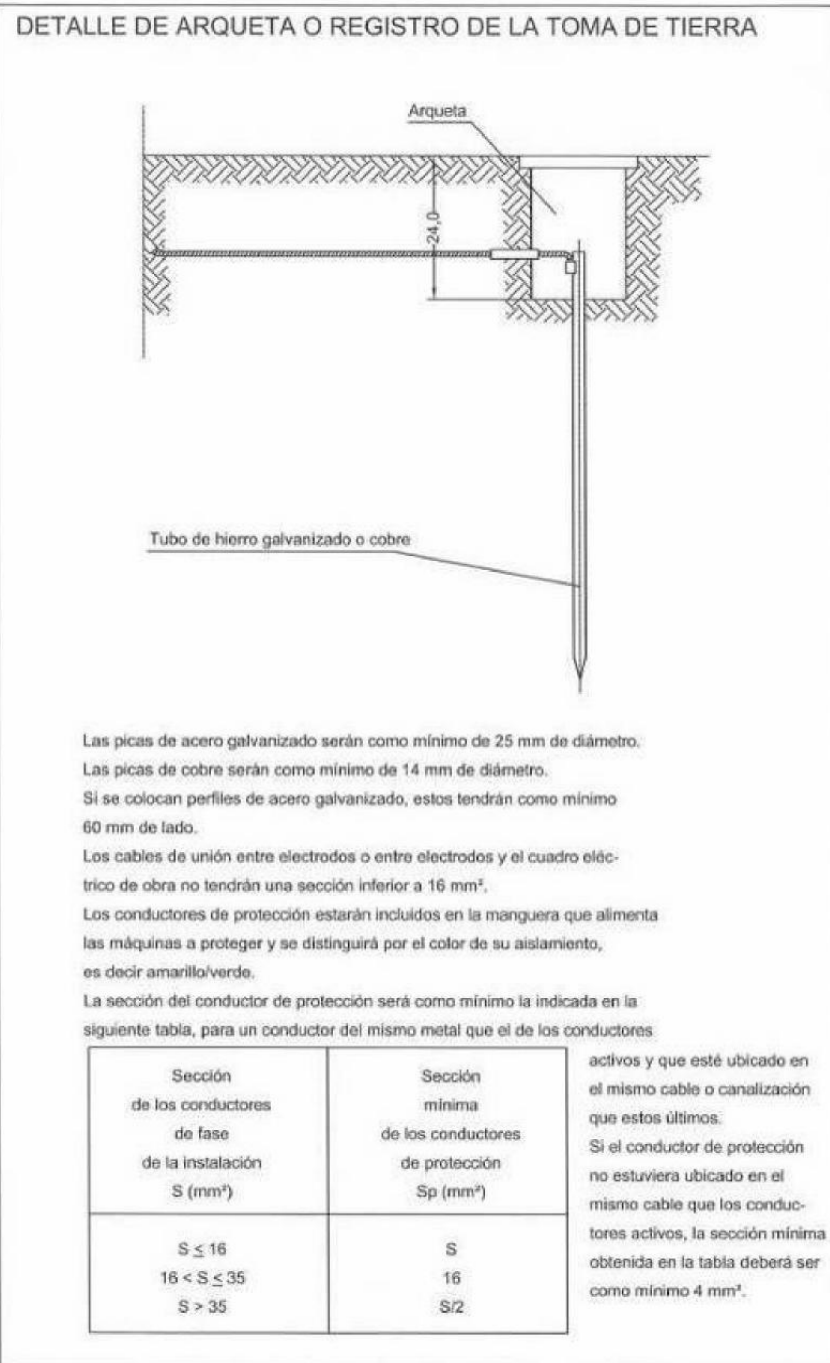 DETALLE DE ARQUETA O REGISTRO DE LA TOMA DE TIERRA
Arqueta
24,0
Tubo de hierro galvanizado o cobre
Las picas de acero galvanizado serán como mínimo de 25 mm de diámetro.
Las picas de cobre serán como mínimo de 14 mm de diámetro.
Si se colocan perfiles de acero galvanizado, estos tendrán como mínimo
60 mm de lado.
Los cables de unión entre electrodos o entre electrodos y el cuadro eléc-
trico de obra no tendrán una sección inferior a 16 mm².
Los conductores de protección estarán incluidos en la manguera que alimenta
las máquinas a proteger y se distinguirá por el color de su aislamiento,
es decir amarillo/verde.
La sección del conductor de protección será como mínimo la indicada en la
siguiente tabla, para un conductor del mismo metal que el de los conductores
Sección
de los conductores
de fase
de la instalación
S (mm²)
Sección
mínima
de los conductores
de protección
Sp (mm²)
S ≤ 16
S
16 < S ≤ 35
16
S > 35
S/2
activos y que esté ubicado en
el mismo cable o canalización
que estos últimos.
Si el conductor de protección
no estuviera ubicado en el
mismo cable que los conduc-
tores activos, la sección mínima
obtenida en la tabla deberá ser
como mínimo 4 mm².